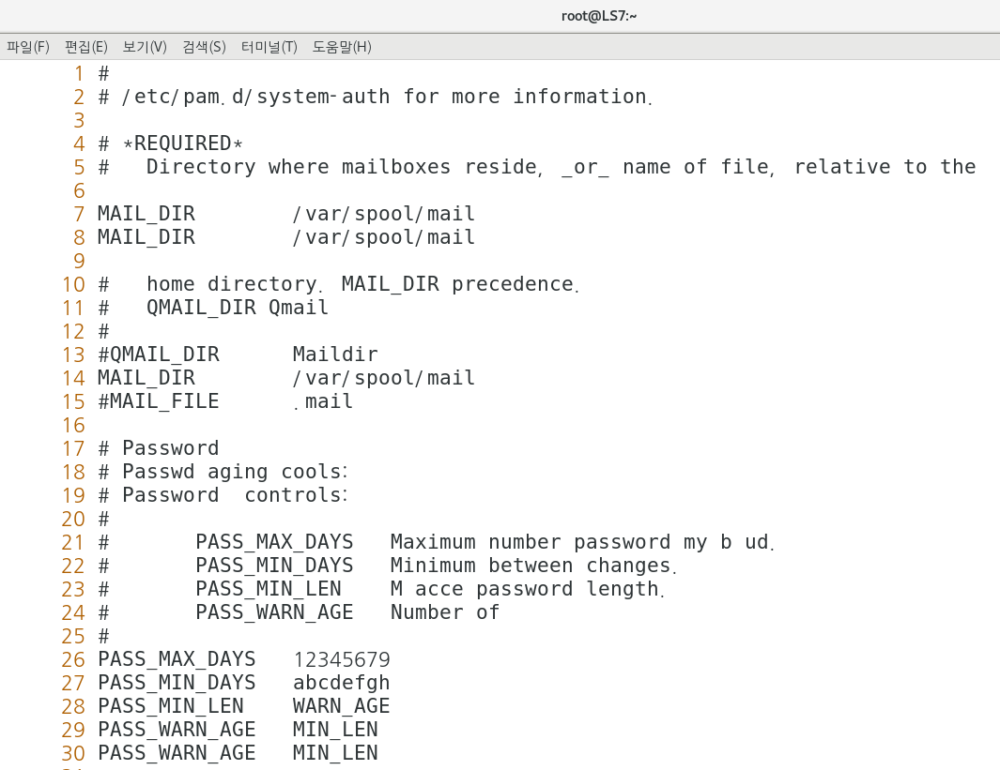 root@LS7:~
파일(F) 편집(E) 보기(V) 검색(S) 터미널(T) 도움말(H)
1 #
2 # /etc/pam.d/system-auth for more information.
3
4 # *REQUIRED*
5 #   Directory where mailboxes reside, _or_ name of file, relative to the
6
7 MAIL_DIR        /var/spool/mail
8 MAIL_DIR        /var/spool/mail
9
10 #   home directory. MAIL_DIR precedence.
11 #   QMAIL_DIR Qmail
12 #
13 #QMAIL_DIR      Maildir
14 MAIL_DIR        /var/spool/mail
15 #MAIL_FILE      .mail
16
17 # Password
18 # Passwd aging cools:
19 # Password  controls:
20 #
21 #       PASS_MAX_DAYS   Maximum number password my b ud.
22 #       PASS_MIN_DAYS   Minimum between changes.
23 #       PASS_MIN_LEN    M acce password length.
24 #       PASS_WARN_AGE   Number of
25 #
26 PASS_MAX_DAYS   12345679
27 PASS_MIN_DAYS   abcdefgh
28 PASS_MIN_LEN    WARN_AGE
29 PASS_WARN_AGE   MIN_LEN
30 PASS_WARN_AGE   MIN_LEN